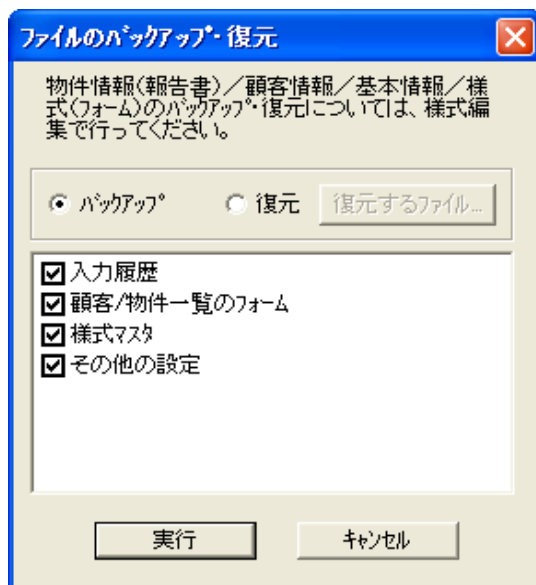 ﾌｧｲﾙのﾊﾞｯｸｱｯﾌﾟ･復元
物件情報(報告書)／顧客情報／基本情報／様
式(ﾌｫｰﾑ)のﾊﾞｯｸｱｯﾌﾟ･復元については、様式編
集で行ってください。
ﾊﾞｯｸｱｯﾌﾟ 復元 復元するﾌｧｲﾙ...
入力履歴
顧客/物件一覧のﾌｫｰﾑ
様式ﾏｽﾀ
その他の設定
実行 ｷｬﾝｾﾙ